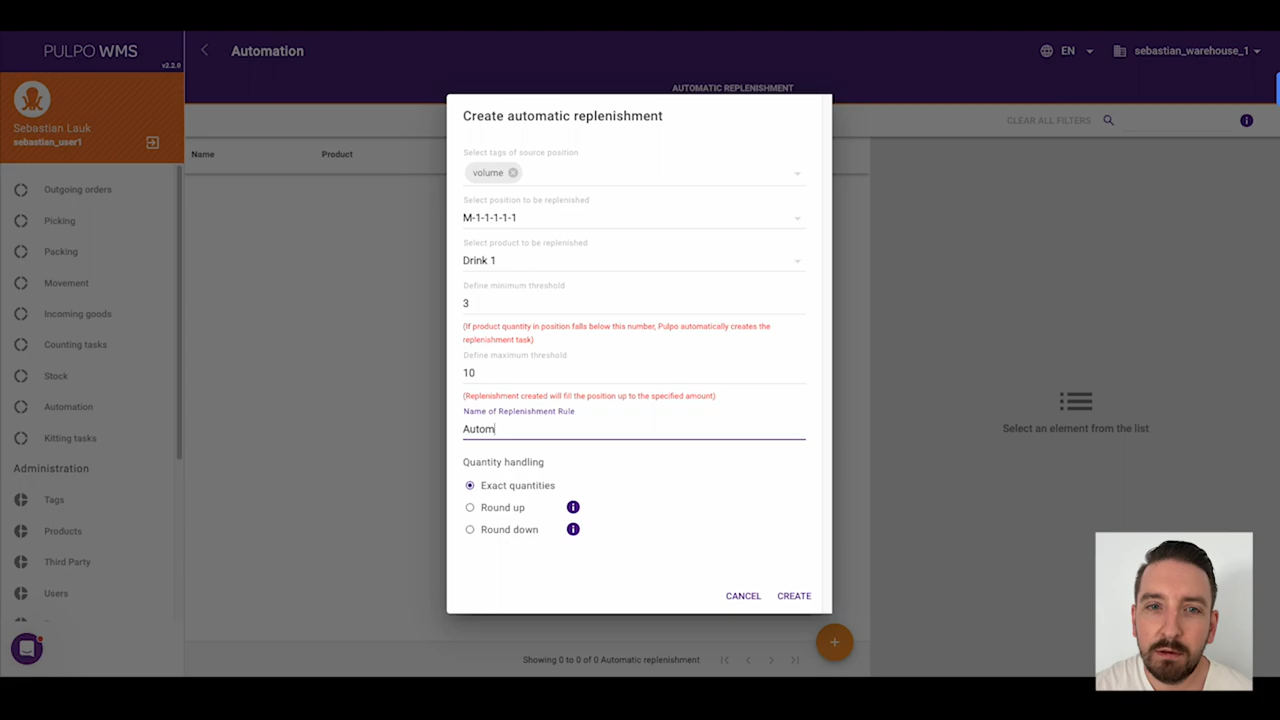 PULPO WMS
v2.2.0
Automation
EN
sebastian_warehouse_1
Sebastian Lauk
sebastian_user1
AUTOMATIC REPLENISHMENT
CLEAR ALL FILTERS
Name
Product
Outgoing orders
Picking
Packing
Movement
Incoming goods
Counting tasks
Stock
Automation
Kitting tasks
Administration
Tags
Products
Third Party
Users
Create automatic replenishment
Select tags of source position
volume
Select position to be replenished
M-1-1-1-1-1
Select product to be replenished
Drink 1
Define minimum threshold
3
(If product quantity in position falls below this number, Pulpo automatically creates the
replenishment task)
Define maximum threshold
10
(Replenishment created will fill the position up to the specified amount)
Name of Replenishment Rule
Autom
Quantity handling
Exact quantities
Round up
Round down
CANCEL
CREATE
Select an element from the list
Showing 0 to 0 of 0 Automatic replenishment